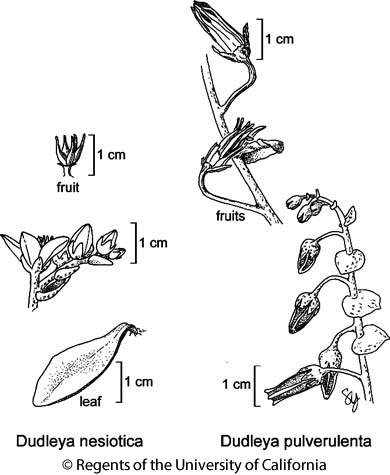 1 cm
1 cm
fruit
fruits
1 cm
1 cm
leaf
1 cm
Sy
Dudleya nesiotica
Dudleya pulverulenta
© Regents of the University of California